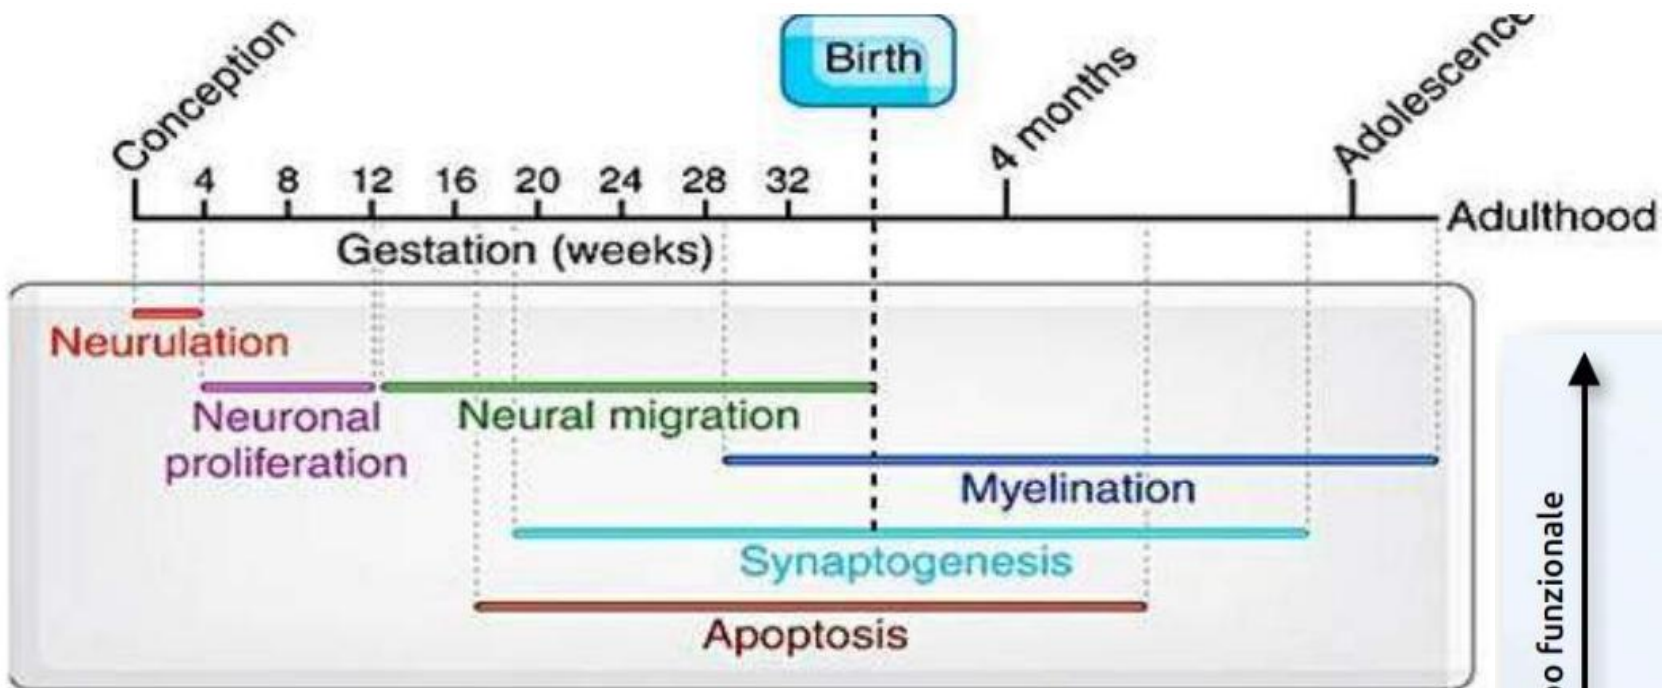 Conception
Birth
4 months
Adolescence
4 8 12 16 20 24 28 32
Adulthood
Gestation (weeks)
Neurulation
Neuronal
proliferation
Neural migration
Myelination
Synaptogenesis
Apoptosis
funzionale